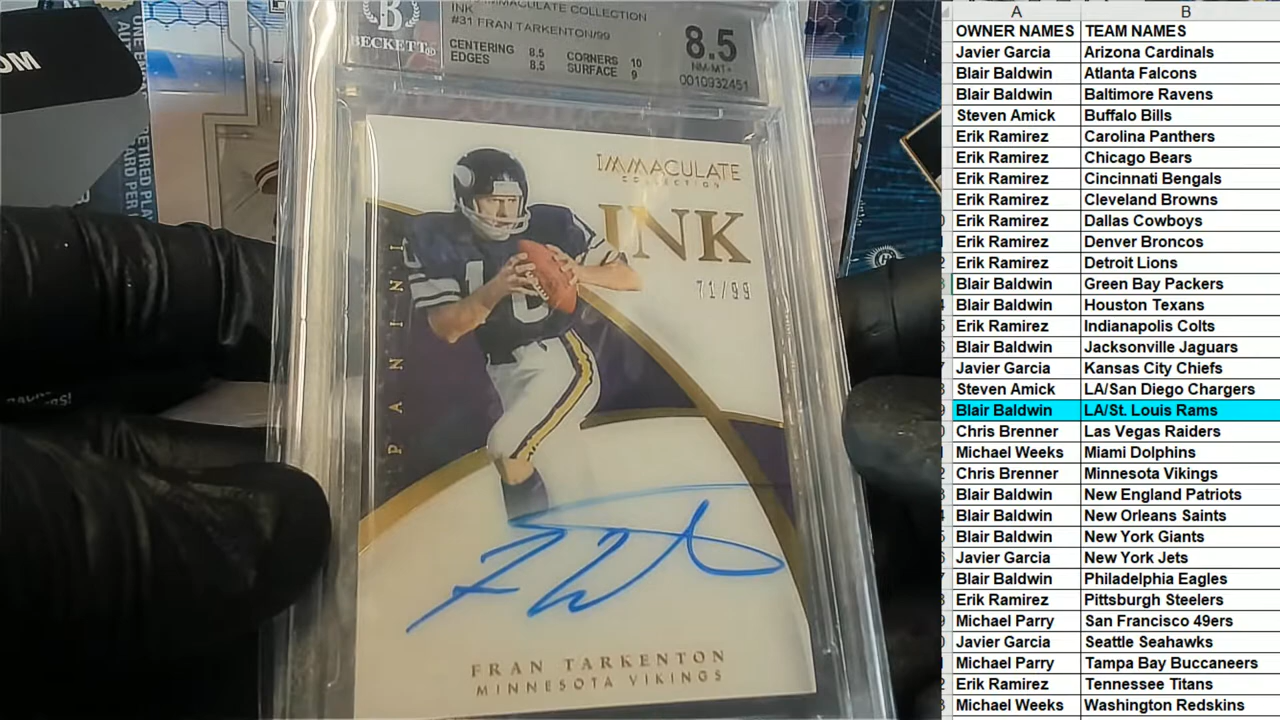 OM
BECKETT
IMMACULATE COLLECTION
INK
#31 FRAN TARKENTON/99
CENTERING 8.5 CORNERS 10
EDGES 8.5 SURFACE 9
8.5
NM-MT+
0010932451
IMMACULATE
COLLECTION
INK
71/99
PANINI
FRAN TARKENTON
MINNESOTA VIKINGS
A B
OWNER NAMES TEAM NAMES
Javier Garcia Arizona Cardinals
Blair Baldwin Atlanta Falcons
Blair Baldwin Baltimore Ravens
Steven Amick Buffalo Bills
Erik Ramirez Carolina Panthers
Erik Ramirez Chicago Bears
Erik Ramirez Cincinnati Bengals
Erik Ramirez Cleveland Browns
Erik Ramirez Dallas Cowboys
Erik Ramirez Denver Broncos
Erik Ramirez Detroit Lions
Blair Baldwin Green Bay Packers
Blair Baldwin Houston Texans
Erik Ramirez Indianapolis Colts
Blair Baldwin Jacksonville Jaguars
Javier Garcia Kansas City Chiefs
Steven Amick LA/San Diego Chargers
Blair Baldwin LA/St. Louis Rams
Chris Brenner Las Vegas Raiders
Michael Weeks Miami Dolphins
Chris Brenner Minnesota Vikings
Blair Baldwin New England Patriots
Blair Baldwin New Orleans Saints
Blair Baldwin New York Giants
Javier Garcia New York Jets
Blair Baldwin Philadelphia Eagles
Erik Ramirez Pittsburgh Steelers
Michael Parry San Francisco 49ers
Javier Garcia Seattle Seahawks
Michael Parry Tampa Bay Buccaneers
Erik Ramirez Tennessee Titans
Michael Weeks Washington Redskins